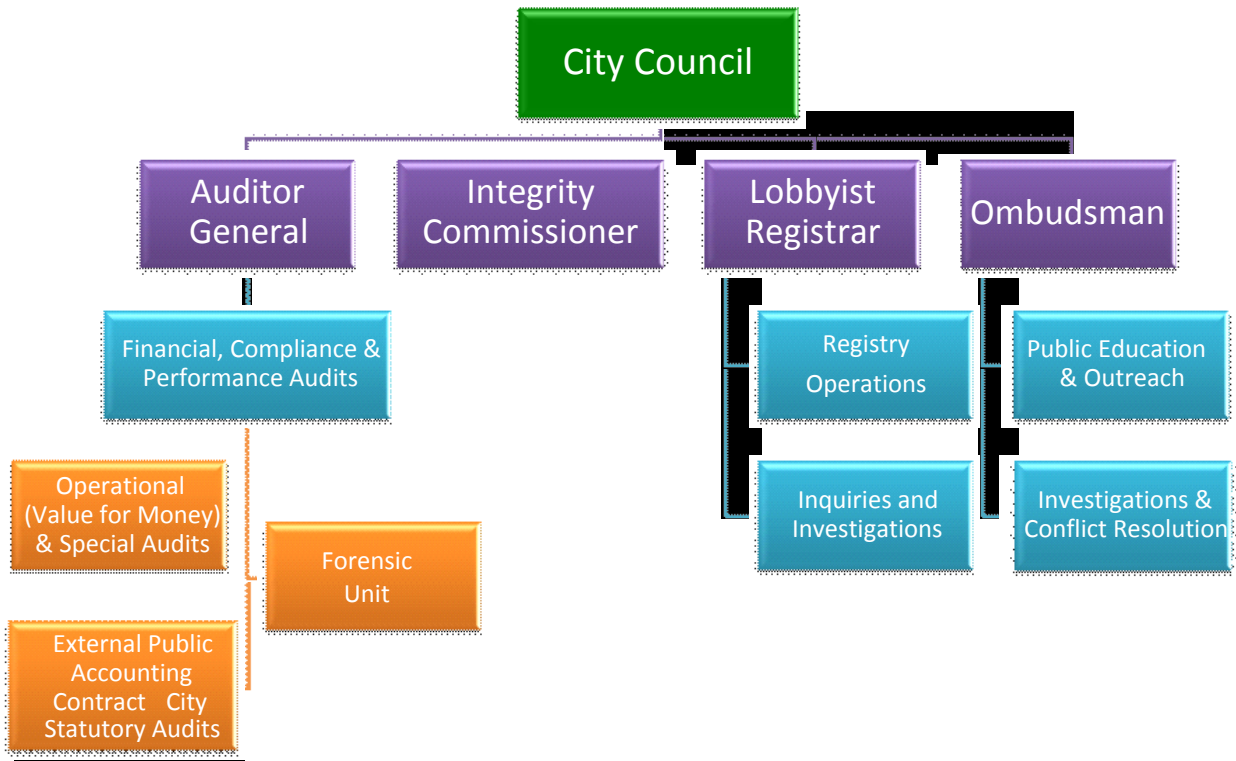 City Council
Auditor
General
Integrity
Commissioner
Lobbyist
Registrar
Ombudsman
Financial, Compliance &
Performance Audits
Registry
Operations
Public Education
& Outreach
Operational
(Value for Money)
& Special Audits
Forensic
Unit
Inquiries and
Investigations
Investigations &
Conflict Resolution
External Public
Accounting
Contract City
Statutory Audits